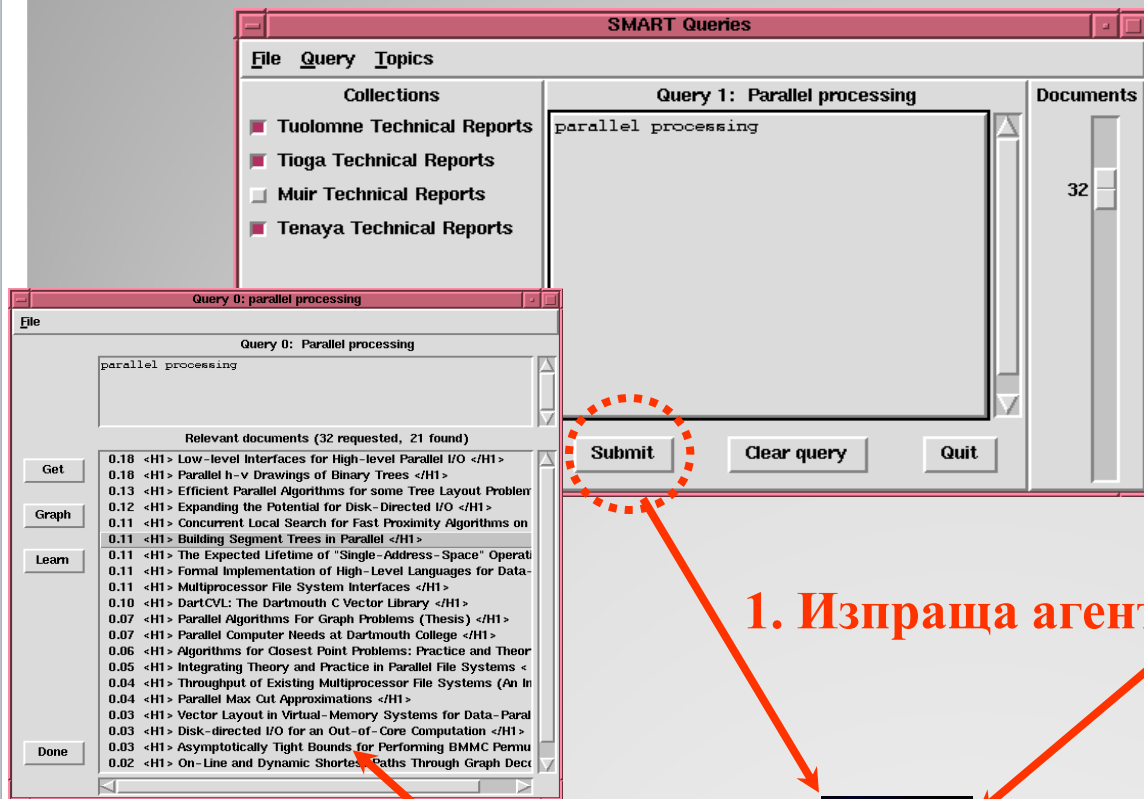 SMART Queries
File Query Topics
Collections
Tuolomne Technical Reports
Tioga Technical Reports
Muir Technical Reports
Tenaya Technical Reports
Query 1: Parallel processing
parallel processing
Documents
32
Submit Clear query Quit
Query 0: parallel processing
File
Query 0: Parallel processing
parallel processing
Relevant documents (32 requested, 21 found)
Get
Graph
Learn
Done
0.18 <H1> Low-level Interfaces for High-level Parallel I/O </H1>
0.18 <H1> Parallel h-v Drawings of Binary Trees </H1>
0.13 <H1> Efficient Parallel Algorithms for some Tree Layout Problem
0.12 <H1> Expanding the Potential for Disk-Directed I/O </H1>
0.11 <H1> Concurrent Local Search for Fast Proximity Algorithms on
0.11 <H1> Building Segment Trees in Parallel </H1>
0.11 <H1> The Expected Lifetime of "Single-Address-Space" Operati
0.11 <H1> Formal Implementation of High-Level Languages for Data-
0.11 <H1> Multiprocessor File System Interfaces </H1>
0.10 <H1> DartCVL: The Dartmouth C Vector Library </H1>
0.07 <H1> Parallel Algorithms For Graph Problems (Thesis) </H1>
0.07 <H1> Parallel Computer Needs at Dartmouth College </H1>
0.06 <H1> Algorithms for Closest Point Problems: Practice and Theor
0.05 <H1> Integrating Theory and Practice in Parallel File Systems <
0.04 <H1> Throughput of Existing Multiprocessor File Systems (An In
0.04 <H1> Parallel Max Cut Approximations </H1>
0.03 <H1> Vector Layout in Virtual-Memory Systems for Data-Paral
0.03 <H1> Disk-directed I/O for an Out-of-Core Computation </H1>
0.03 <H1> Asymptotically Tight Bounds for Performing BMMC Permu
0.02 <H1> On-Line and Dynamic Shortest Paths Through Graph Deco
1. Изпраща агент